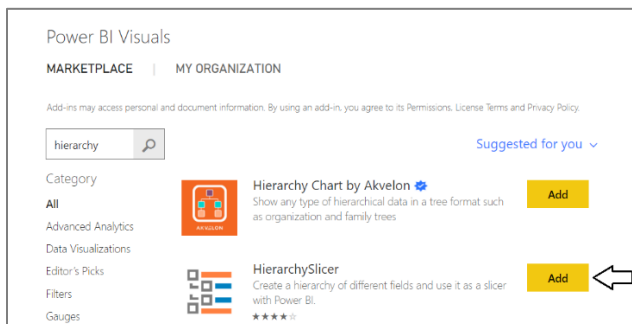 Power BI Visuals
MARKETPLACE | MY ORGANIZATION
Add-ins may access personal and document information. By using an add-in, you agree to its Permissions, License Terms and Privacy Policy.
hierarchy
Suggested for you
Category
All
Advanced Analytics
Data Visualizations
Editor's Picks
Filters
Gauges
AKVELON
Hierarchy Chart by Akvelon
Show any type of hierarchical data in a tree format such
as organization and family trees
Add
HierarchySlicer
Create a hierarchy of different fields and use it as a slicer
with Power BI.
Add